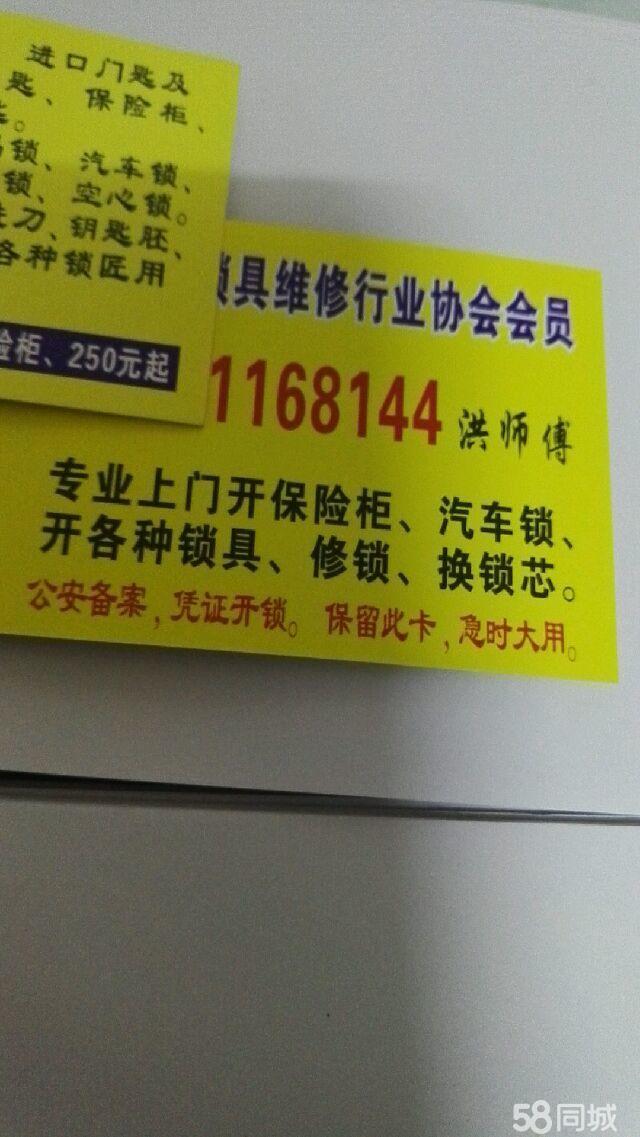 进口门匙及
匙、保险柜、
锁、汽车锁、
锁、空心锁。
刀、钥匙胚、
各种锁匠用
险柜、250元起
锁具维修行业协会会员
1168144 洪师傅
专业上门开保险柜、汽车锁、
开各种锁具、修锁、换锁芯。
公安备案,凭证开锁。保留此卡,急时大用。
58同城